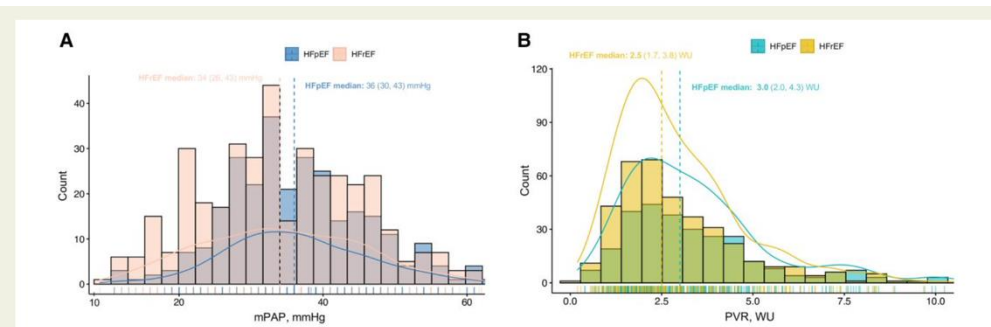 A
B
HFpEF HFrEF
HFpEF HFrEF
HFrEF median: 34 (26, 43) mmHg
HFpEF median: 36 (30, 43) mmHg
HFrEF median: 2.5 (1.7, 3.8) WU
HFpEF median: 3.0 (2.0, 4.3) WU
Count
40
30
20
10
0
10 20 40 60
mPAP, mmHg
Count
120
90
60
30
0
0.0 2.5 5.0 7.5 10.0
PVR, WU